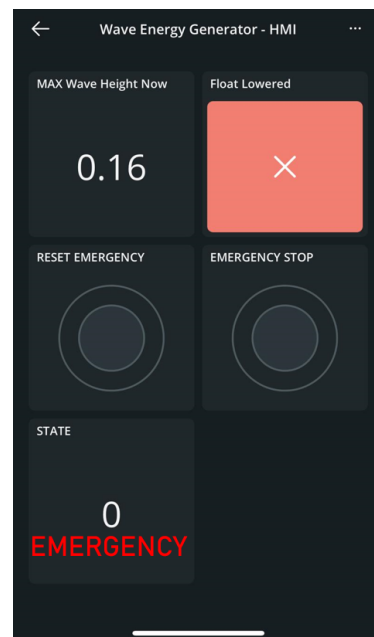 Wave Energy Generator - HMI
MAX Wave Height Now
Float Lowered
0.16
RESET EMERGENCY
EMERGENCY STOP
STATE
0
EMERGENCY